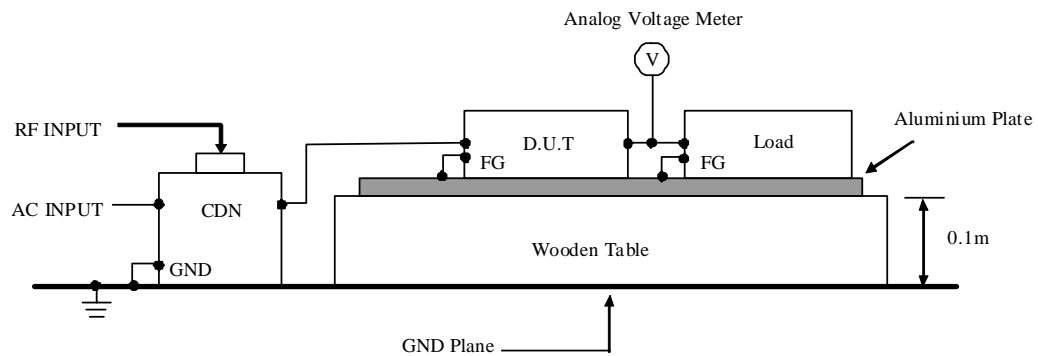 Analog Voltage Meter
V
RF INPUT
D.U.T
Load
Aluminium Plate
FG
FG
AC INPUT
CDN
GND
Wooden Table
0.1m
GND Plane